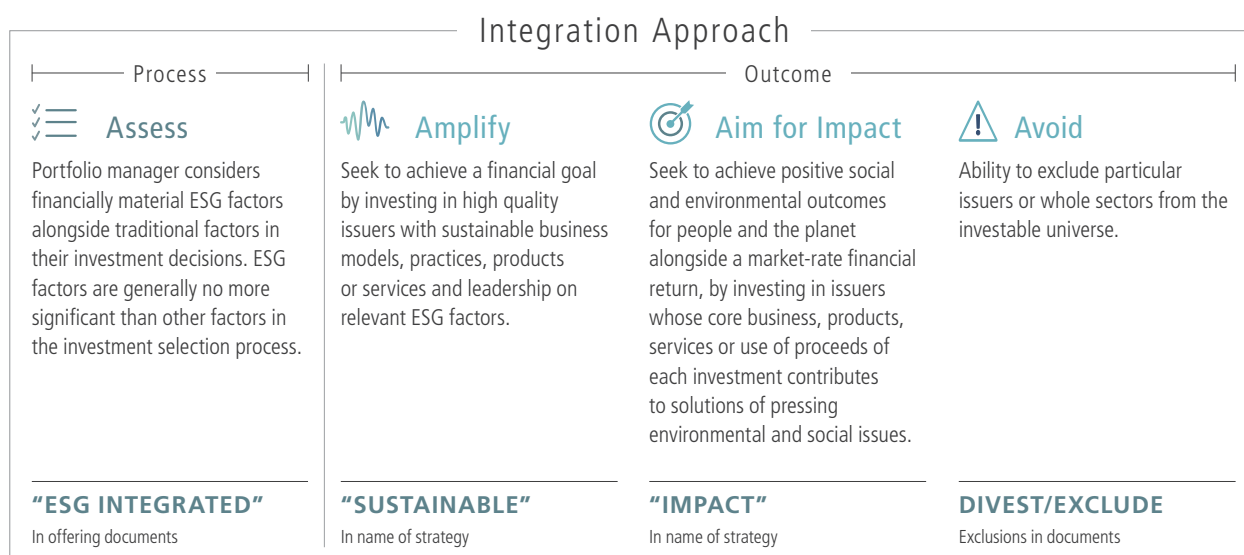 Integration Approach
Process
Outcome
Assess
Portfolio manager considers
financially material ESG factors
alongside traditional factors in
their investment decisions. ESG
factors are generally no more
significant than other factors in
the investment selection process.
“ESG INTEGRATED”
In offering documents
Amplify
Seek to achieve a financial goal
by investing in high quality
issuers with sustainable business
models, practices, products
or services and leadership on
relevant ESG factors.
“SUSTAINABLE”
In name of strategy
Aim for Impact
Seek to achieve positive social
and environmental outcomes
for people and the planet
alongside a market-rate financial
return, by investing in issuers
whose core business, products,
services or use of proceeds of
each investment contributes
to solutions of pressing
environmental and social issues.
“IMPACT”
In name of strategy
Avoid
Ability to exclude particular
issuers or whole sectors from the
investable universe.
DIVEST/EXCLUDE
Exclusions in documents